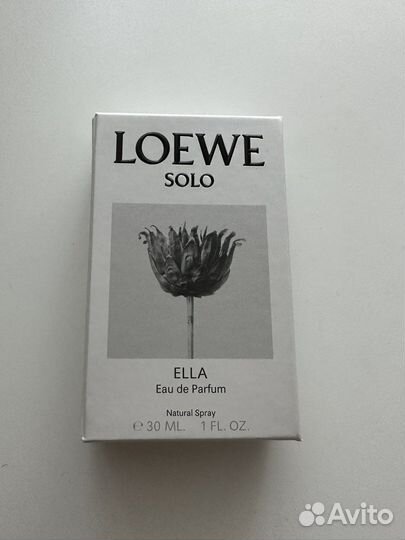 LOEWE
SOLO
ELLA
Eau de Parfum
Natural Spray
℮ 30 ML. 1 FL. OZ.
Avito